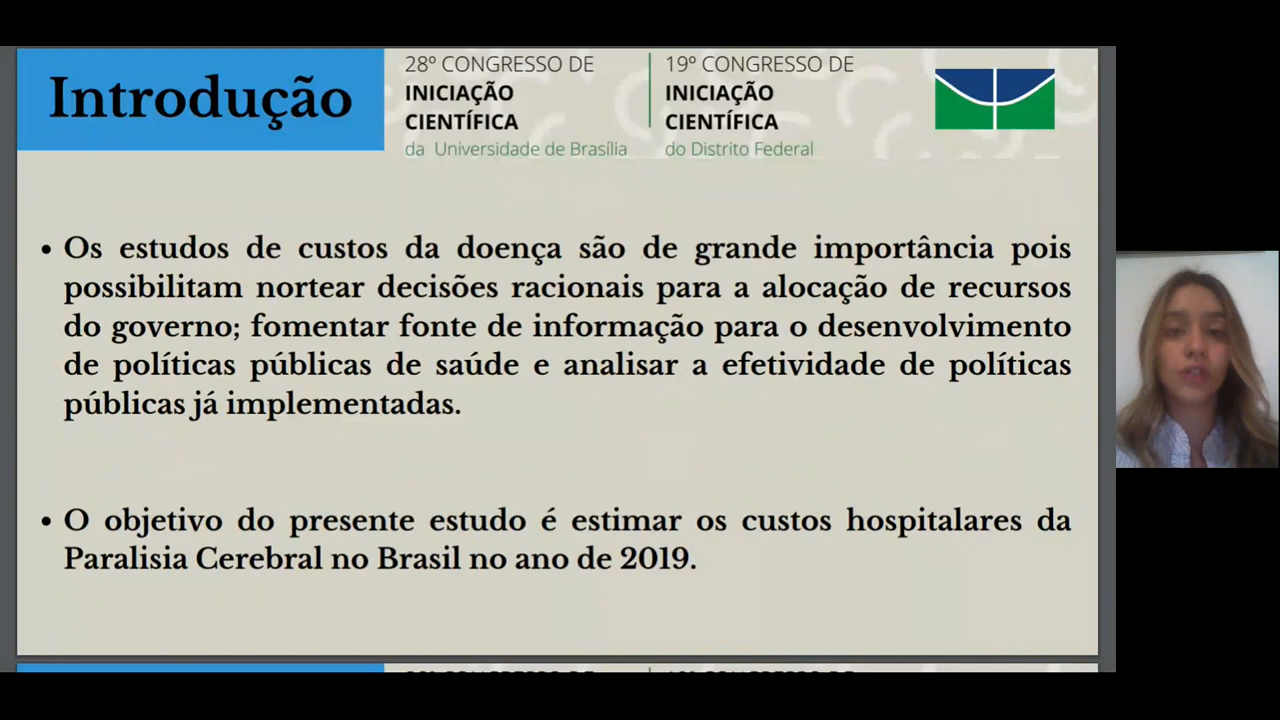 Introdução
28º CONGRESSO DE
INICIAÇÃO
CIENTÍFICA
da Universidade de Brasília
19º CONGRESSO DE
INICIAÇÃO
CIENTÍFICA
do Distrito Federal
• Os estudos de custos da doença são de grande importância pois
possibilitam nortear decisões racionais para a alocação de recursos
do governo; fomentar fonte de informação para o desenvolvimento
de políticas públicas de saúde e analisar a efetividade de políticas
públicas já implementadas.
• O objetivo do presente estudo é estimar os custos hospitalares da
Paralisia Cerebral no Brasil no ano de 2019.